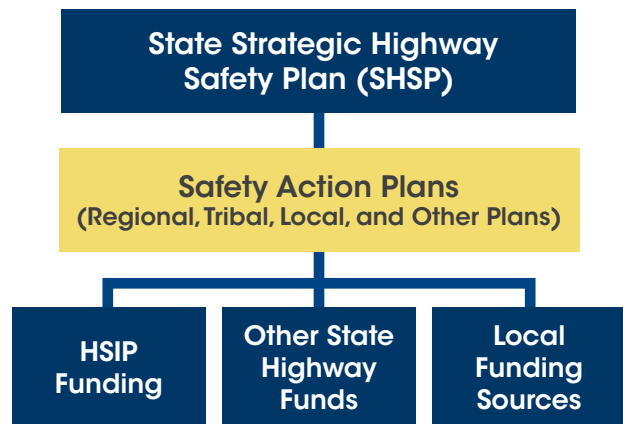 State Strategic Highway
Safety Plan (SHSP)
Safety Action Plans
(Regional, Tribal, Local, and Other Plans)
HSIP
Funding
Other State
Highway
Funds
Local
Funding
Sources